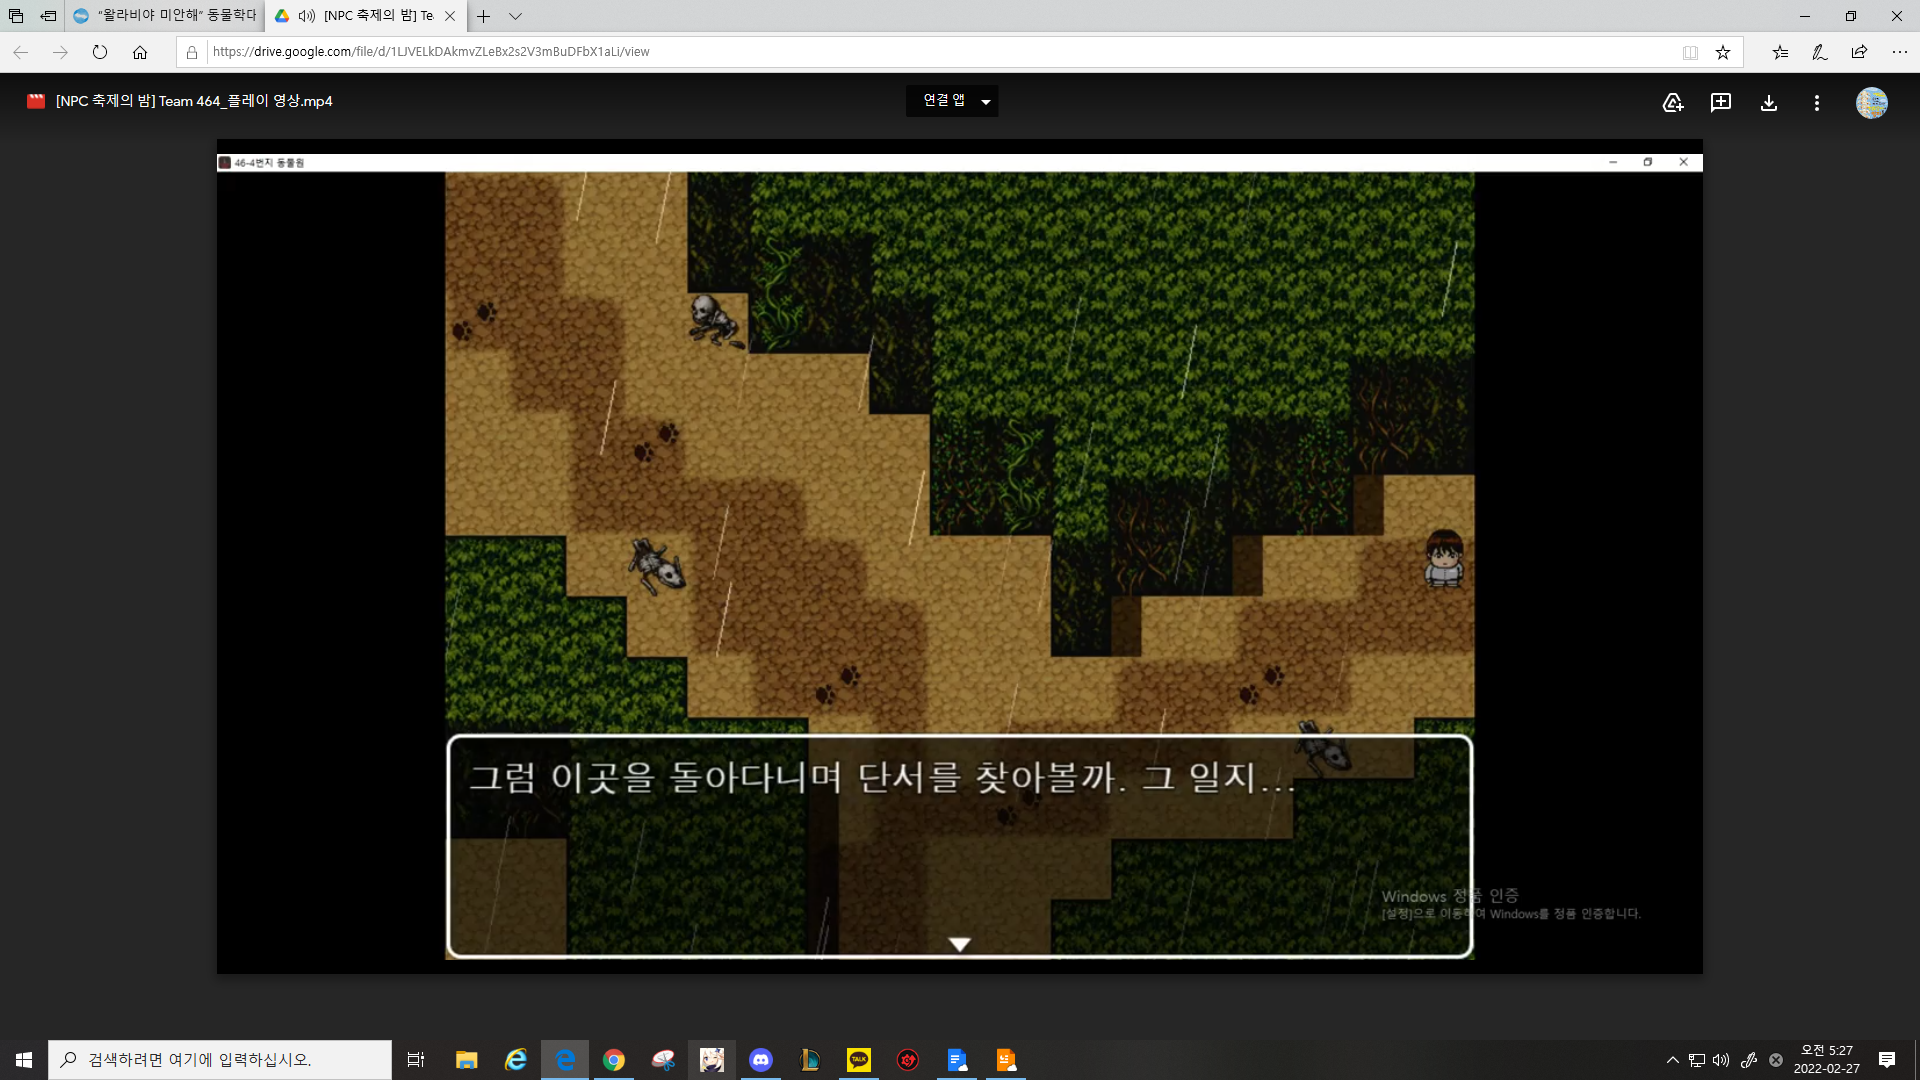 “왈라비야 미안해” 동물학대
[NPC 축제의 밤] Te
https://drive.google.com/file/d/1LJVELkDAkmvZLeBx2s2V3mBuDFbX1aLi/view
[NPC 축제의 밤] Team 464_플레이 영상.mp4
연결 앱
46-4번지 동물원
그럼 이곳을 돌아다니며 단서를 찾아볼까. 그 일지...
Windows 정품 인증
[설정]으로 이동하여 Windows를 정품 인증합니다.
검색하려면 여기에 입력하십시오.
TALK
오전 5:27
2022-02-27